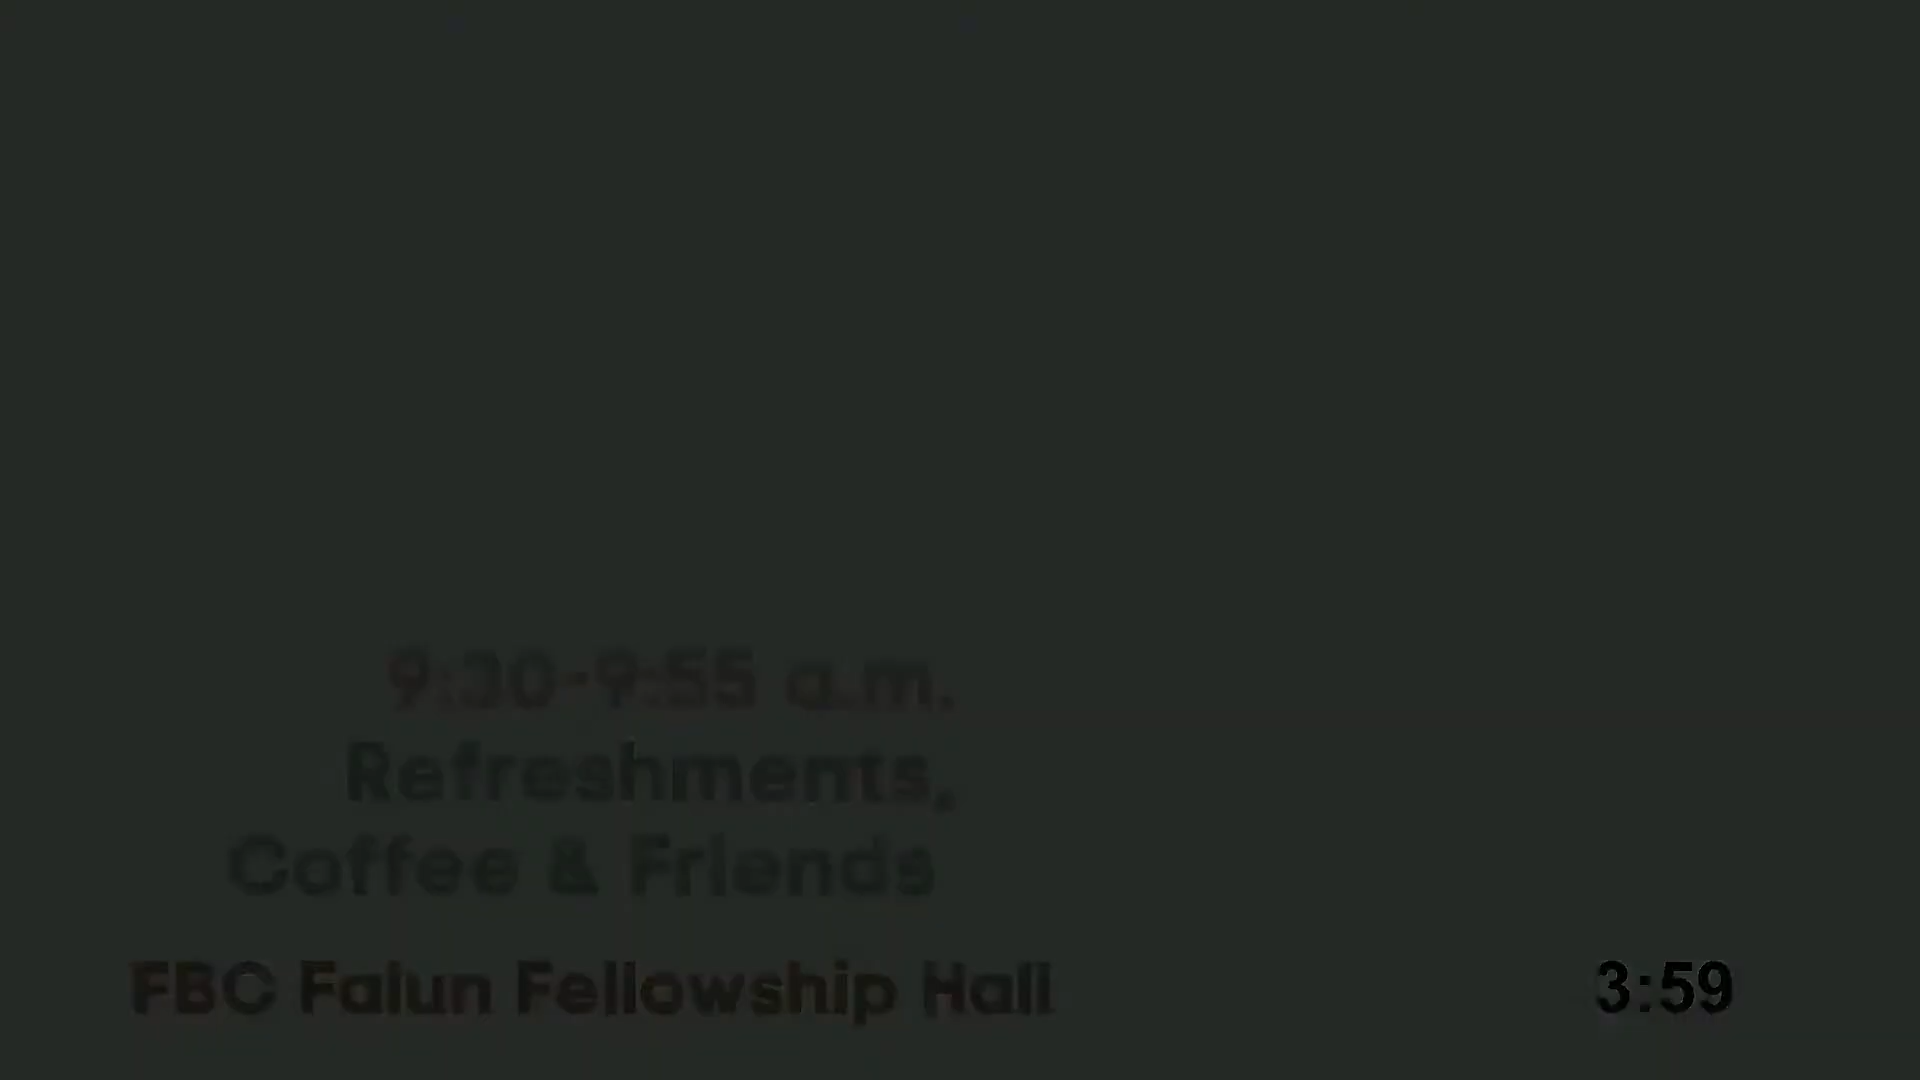 9:30-9:55 a.m.
Refreshments,
Coffee & Friends
FBC Falun Fellowship Hall
3:59